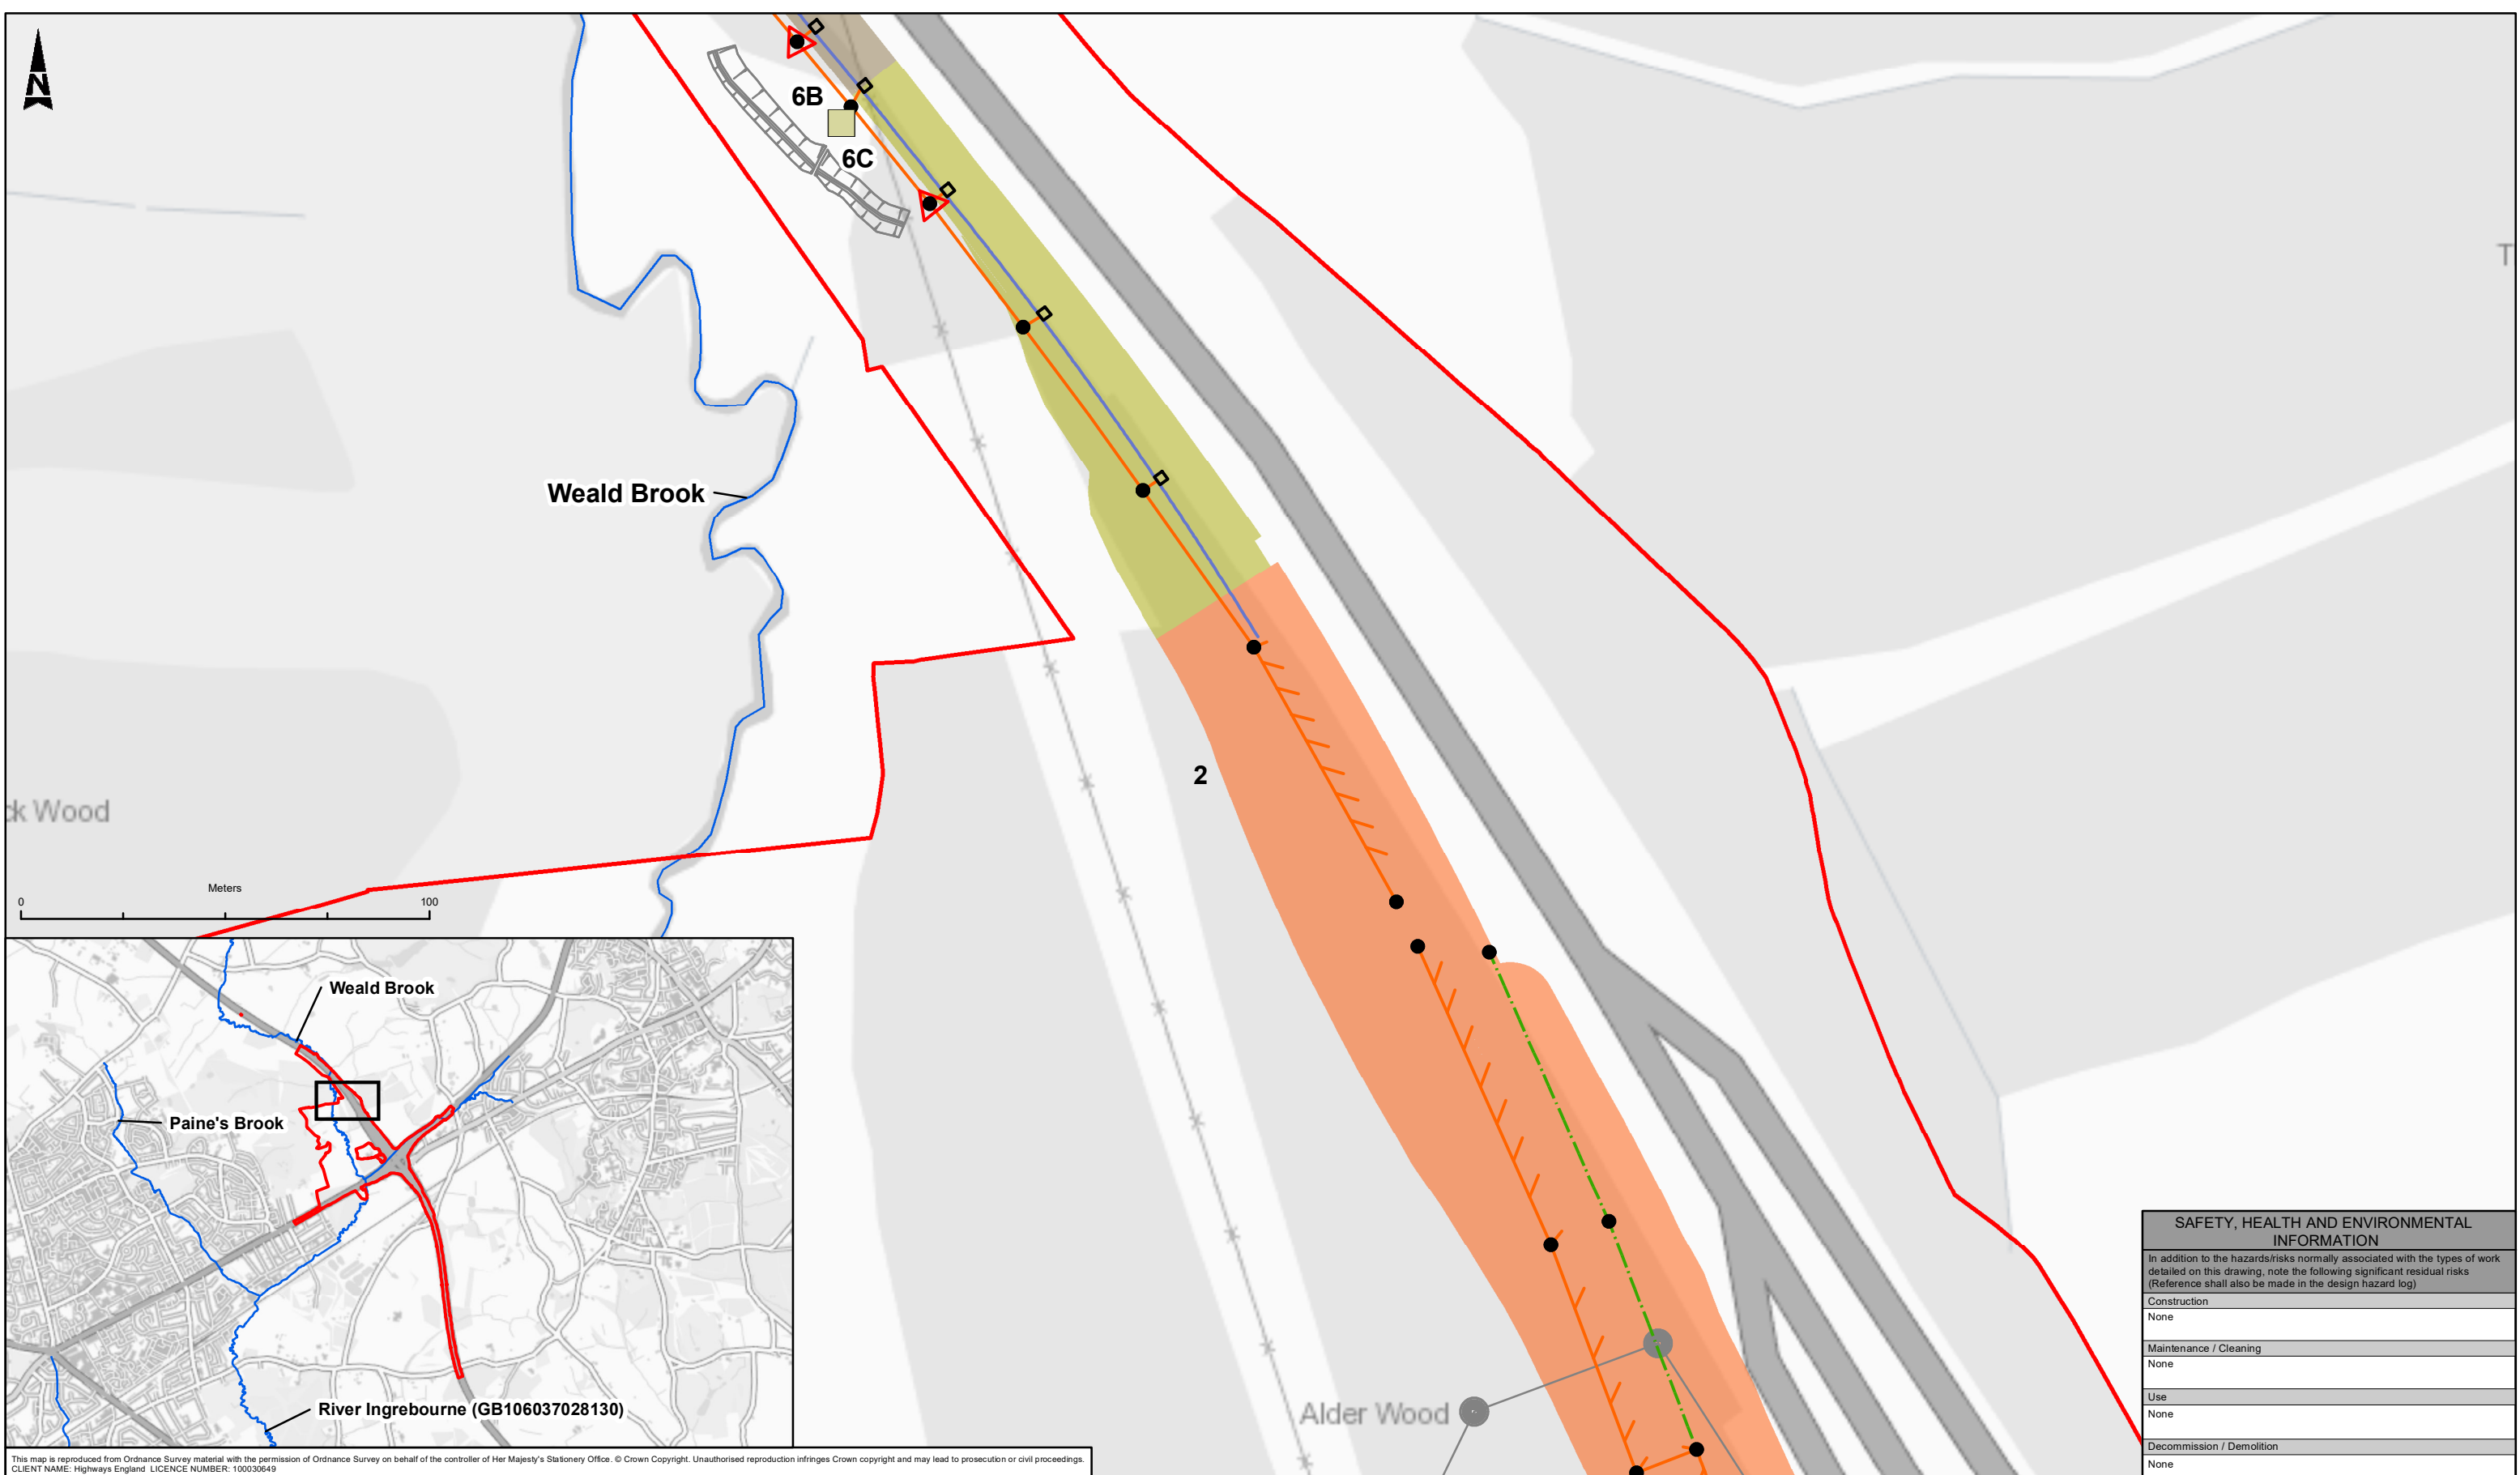 N
6B
6C
Weald Brook
2
ck Wood
Meters
0 100
Alder Wood
T
Weald Brook
Paine's Brook
River Ingrebourne (GB106037028130)
This map is reproduced from Ordnance Survey material with the permission of Ordnance Survey on behalf of the controller of Her Majesty's Stationery Office. © Crown Copyright. Unauthorised reproduction infringes Crown copyright and may lead to prosecution or civil proceedings.
CLIENT NAME: Highways England LICENCE NUMBER: 100030649
SAFETY, HEALTH AND ENVIRONMENTAL
INFORMATION
In addition to the hazards/risks normally associated with the types of work
detailed on this drawing, note the following significant residual risks
(Reference shall also be made in the design hazard log)
Construction
None
Maintenance / Cleaning
None
Use
None
Decommission / Demolition
None